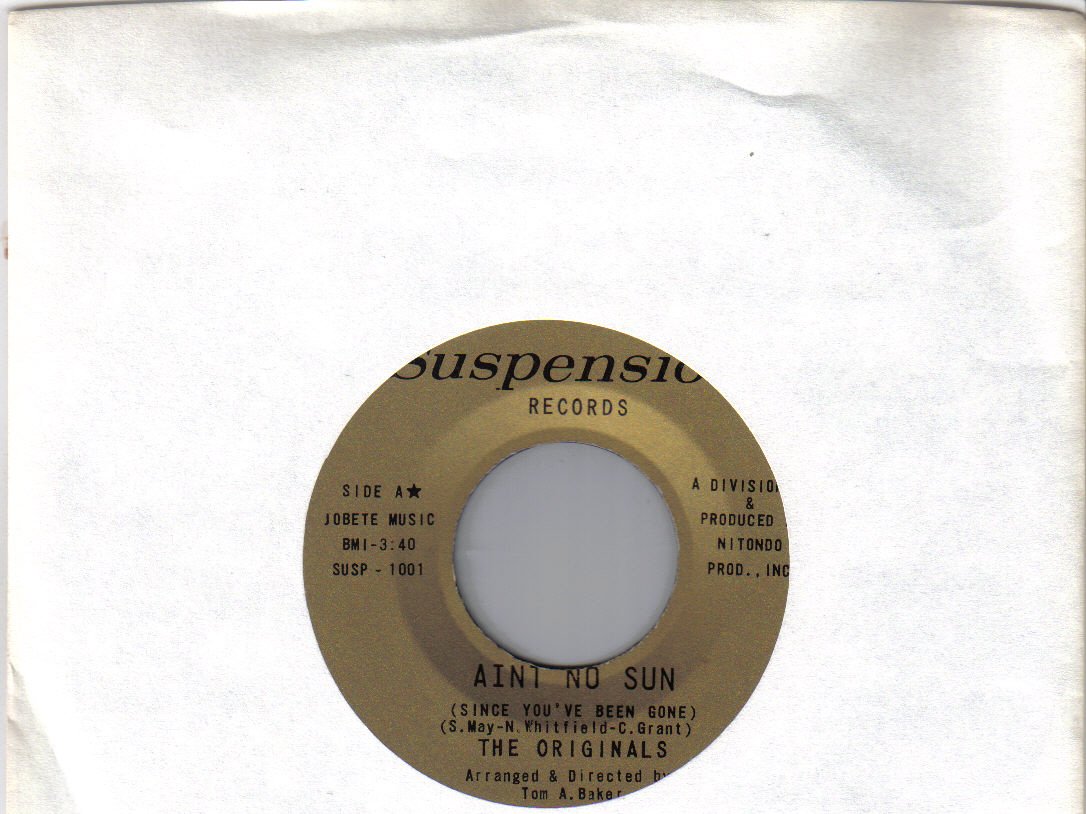 Suspensio
RECORDS
SIDE A★
JOBETE MUSIC
BMI-3:40
SUSP - 1001
A DIVISION
&
PRODUCED
NITONDO
PROD., INC
AINT NO SUN
(SINCE YOU'VE BEEN GONE)
(S.May-N.Whitfield-C.Grant)
THE ORIGINALS
Arranged & Directed by
Tom A.Baker